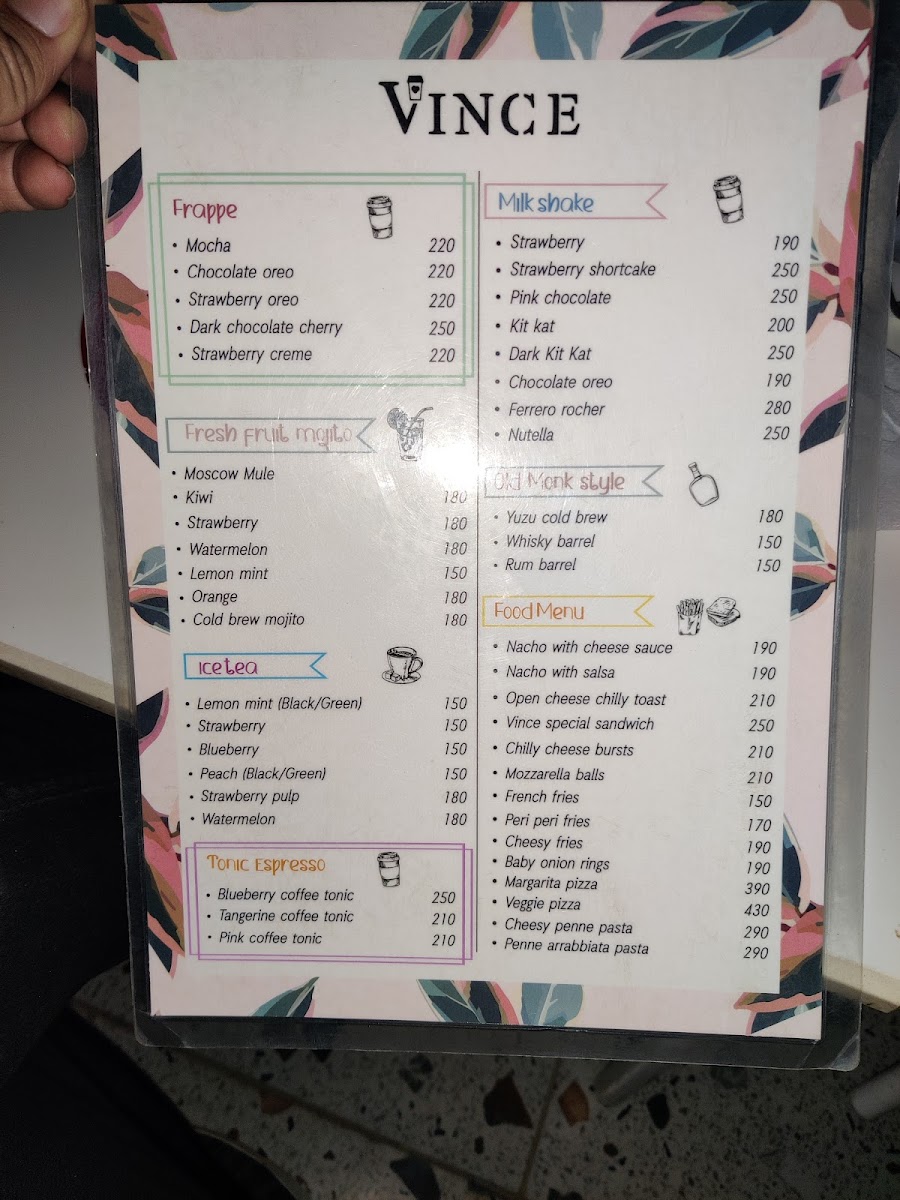 VINCE
Frappe
• Mocha 220
• Chocolate oreo 220
• Strawberry oreo 220
• Dark chocolate cherry 250
• Strawberry creme 220
Fresh Fruit mojito
• Moscow Mule
• Kiwi 180
• Strawberry 180
• Watermelon 180
• Lemon mint 150
• Orange 180
• Cold brew mojito 180
Ice tea
• Lemon mint (Black/Green) 150
• Strawberry 150
• Blueberry 150
• Peach (Black/Green) 150
• Strawberry pulp 180
• Watermelon 180
Tonic Espresso
• Blueberry coffee tonic 250
• Tangerine coffee tonic 210
• Pink coffee tonic 210
Milk shake
• Strawberry 190
• Strawberry shortcake 250
• Pink chocolate 250
• Kit kat 200
• Dark Kit Kat 250
• Chocolate oreo 190
• Ferrero rocher 280
• Nutella 250
Old Monk style
• Yuzu cold brew 180
• Whisky barrel 150
• Rum barrel 150
Food Menu
• Nacho with cheese sauce 190
• Nacho with salsa 190
• Open cheese chilly toast 210
• Vince special sandwich 250
• Chilly cheese bursts 210
• Mozzarella balls 210
• French fries 150
• Peri peri fries 170
• Cheesy fries 190
• Baby onion rings 190
• Margarita pizza 390
• Veggie pizza 430
• Cheesy penne pasta 290
• Penne arrabbiata pasta 290